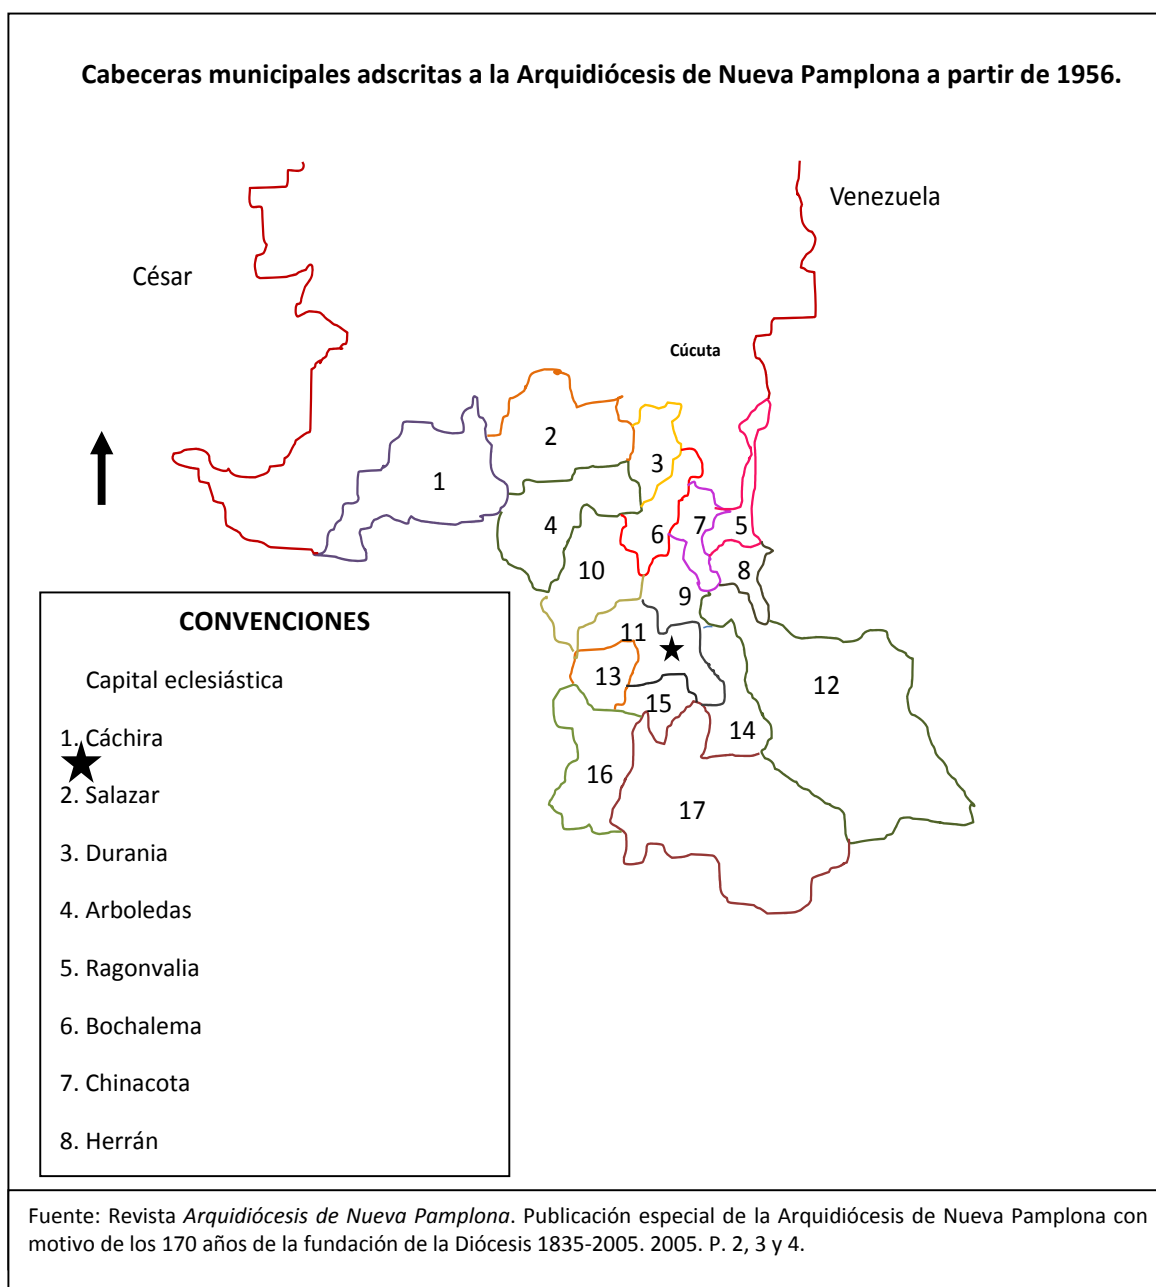 Cabeceras municipales adscritas a la Arquidiócesis de Nueva Pamplona a partir de 1956.
Venezuela
César
Cúcuta
2
3
1
4
6
7
5
10
8
9
11
13
12
15
14
16
17
CONVENCIONES
Capital eclesiástica
1. Cáchira
2. Salazar
3. Durania
4. Arboledas
5. Ragonvalia
6. Bochalema
7. Chinacota
8. Herrán
Fuente: Revista Arquidiócesis de Nueva Pamplona. Publicación especial de la Arquidiócesis de Nueva Pamplona con
motivo de los 170 años de la fundación de la Diócesis 1835-2005. 2005. P. 2, 3 y 4.